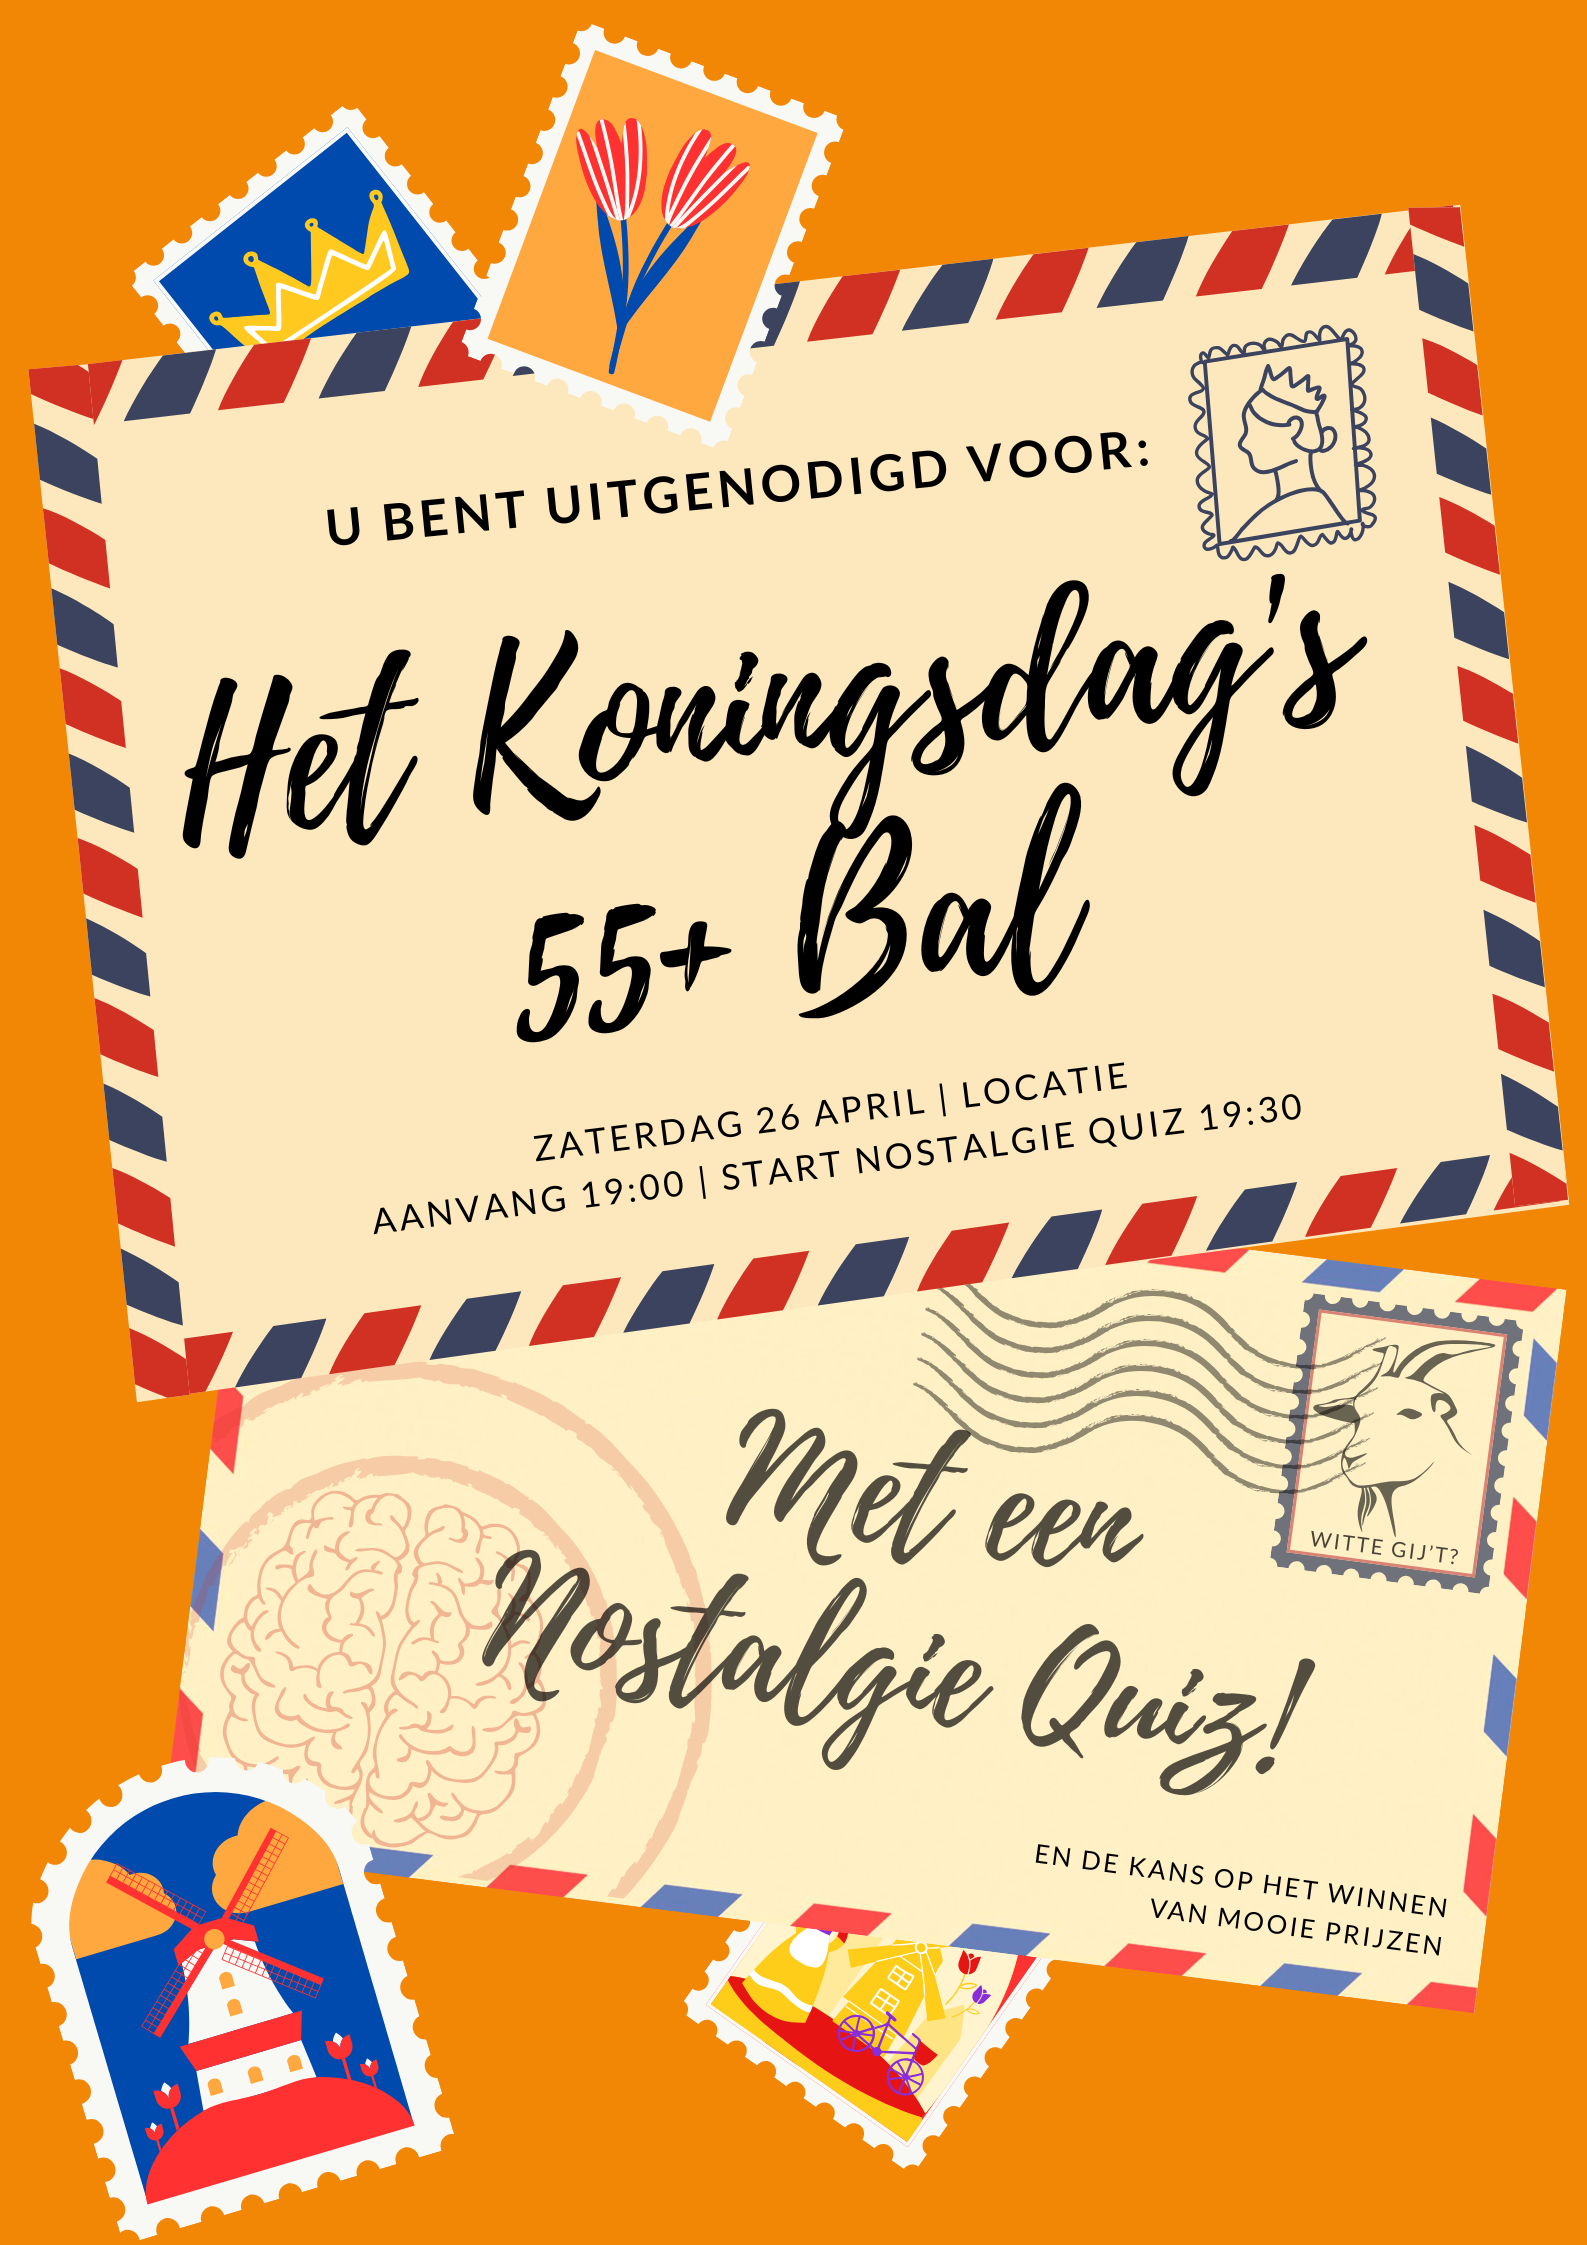 U BENT UITGENODIGD VOOR:
Het Koningsdag's
55+ Bal
ZATERDAG 26 APRIL | LOCATIE
AANVANG 19:00 | START NOSTALGIE QUIZ 19:30
Met een
Nostalgie Quiz!
WITTE GIJ'T?
EN DE KANS OP HET WINNEN
VAN MOOIE PRIJZEN